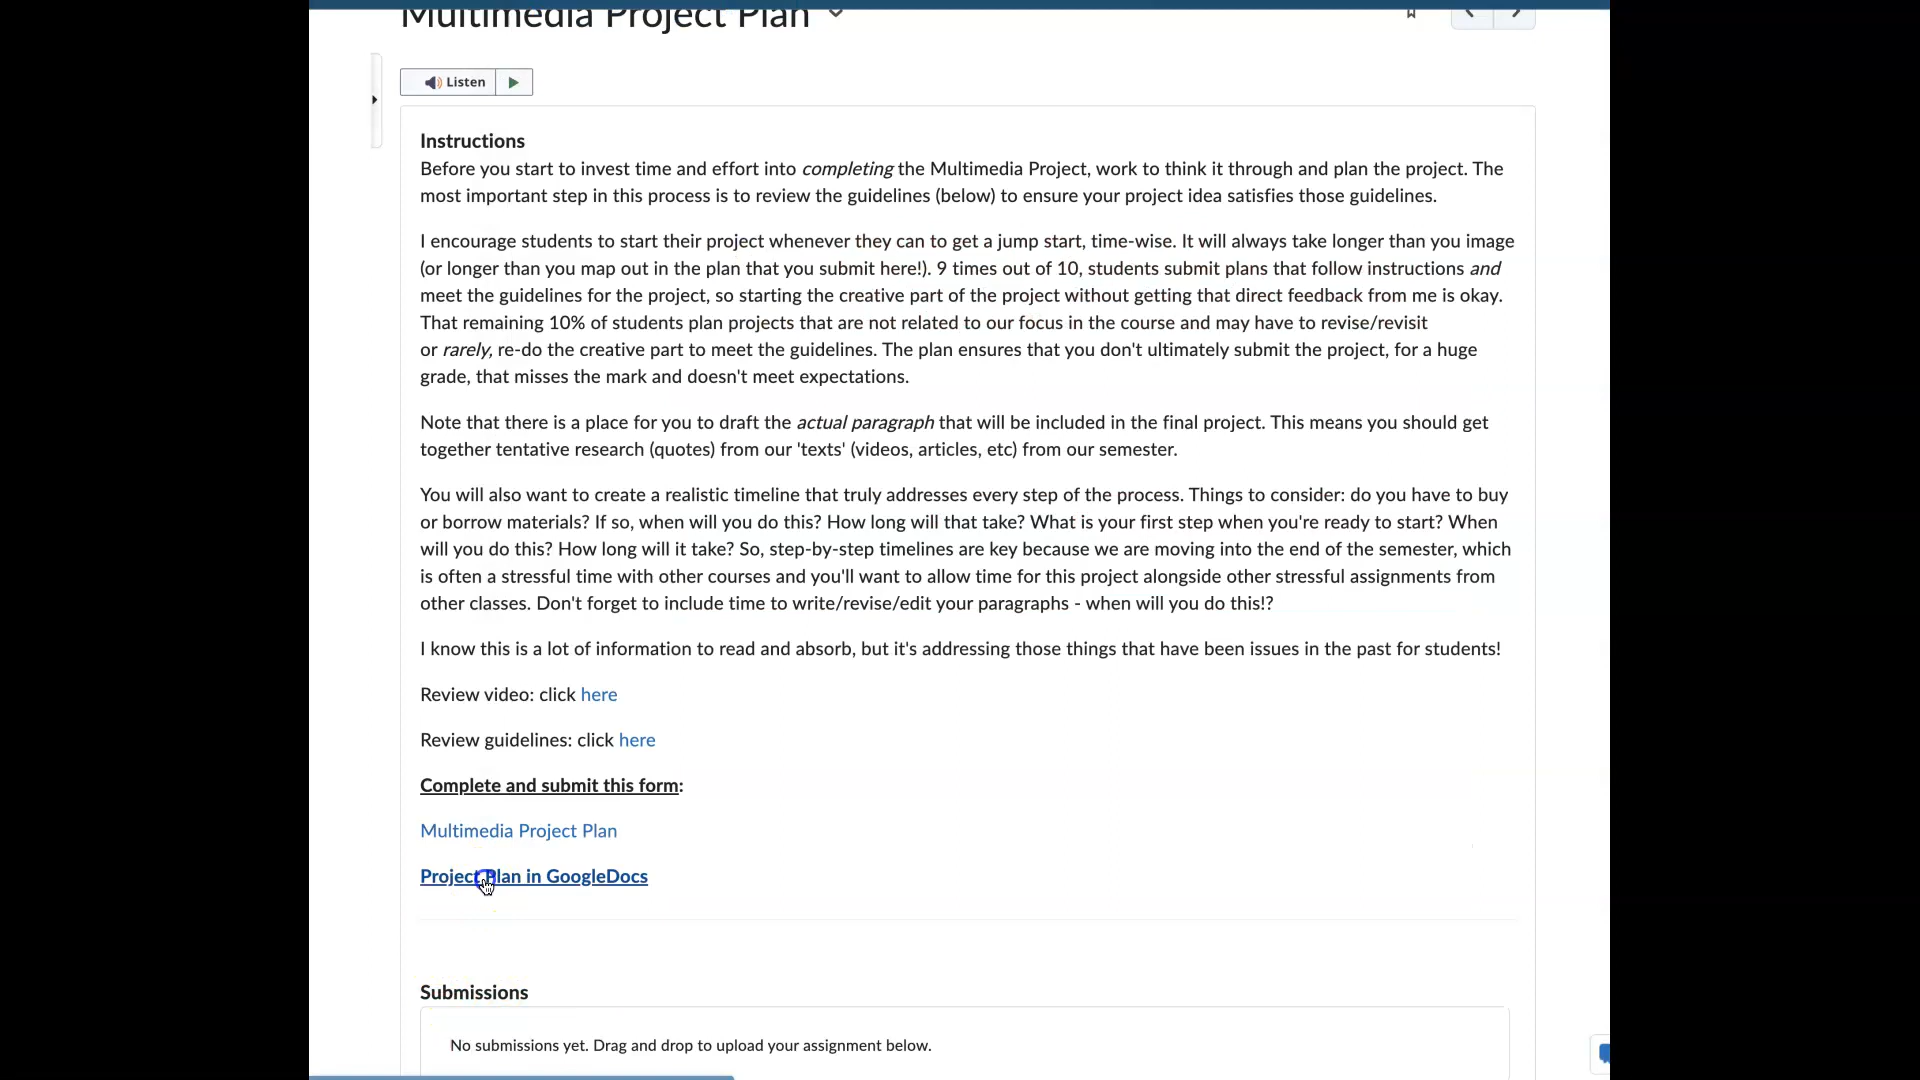 Multimedia Project Plan
Listen
Instructions
Before you start to invest time and effort into completing the Multimedia Project, work to think it through and plan the project. The
most important step in this process is to review the guidelines (below) to ensure your project idea satisfies those guidelines.
I encourage students to start their project whenever they can to get a jump start, time-wise. It will always take longer than you image
(or longer than you map out in the plan that you submit here!). 9 times out of 10, students submit plans that follow instructions and
meet the guidelines for the project, so starting the creative part of the project without getting that direct feedback from me is okay.
That remaining 10% of students plan projects that are not related to our focus in the course and may have to revise/revisit
or rarely, re-do the creative part to meet the guidelines. The plan ensures that you don't ultimately submit the project, for a huge
grade, that misses the mark and doesn't meet expectations.
Note that there is a place for you to draft the actual paragraph that will be included in the final project. This means you should get
together tentative research (quotes) from our 'texts' (videos, articles, etc) from our semester.
You will also want to create a realistic timeline that truly addresses every step of the process. Things to consider: do you have to buy
or borrow materials? If so, when will you do this? How long will that take? What is your first step when you're ready to start? When
will you do this? How long will it take? So, step-by-step timelines are key because we are moving into the end of the semester, which
is often a stressful time with other courses and you'll want to allow time for this project alongside other stressful assignments from
other classes. Don't forget to include time to write/revise/edit your paragraphs - when will you do this!?
I know this is a lot of information to read and absorb, but it's addressing those things that have been issues in the past for students!
Review video: click here
Review guidelines: click here
Complete and submit this form:
Multimedia Project Plan
Project Plan in GoogleDocs
Submissions
No submissions yet. Drag and drop to upload your assignment below.